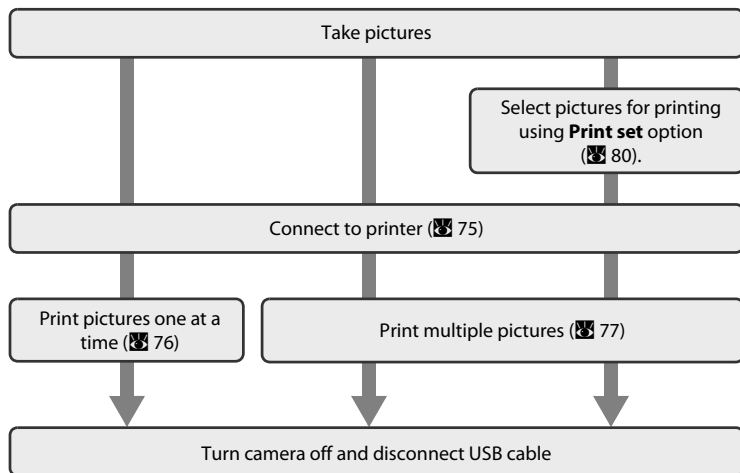 Take pictures
Select pictures for printing
using Print set option
( 80).
Connect to printer ( 75)
Print pictures one at a
time ( 76)
Print multiple pictures ( 77)
Turn camera off and disconnect USB cable